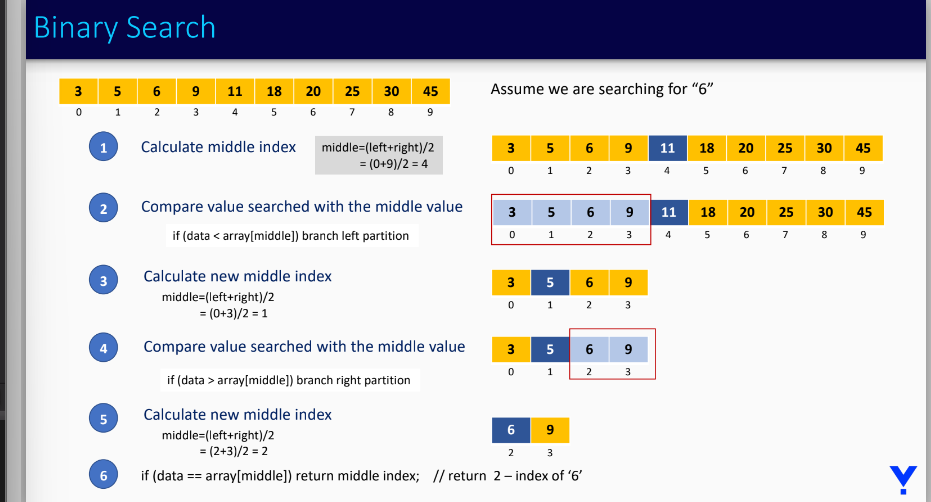 Binary Search
3 5 6 9 11 18 20 25 30 45
0 1 2 3 4 5 6 7 8 9
Assume we are searching for “6”
1 Calculate middle index
middle=(left+right)/2
= (0+9)/2 = 4
3 5 6 9 11 18 20 25 30 45
0 1 2 3 4 5 6 7 8 9
2 Compare value searched with the middle value
if (data < array[middle]) branch left partition
3 5 6 9 11 18 20 25 30 45
0 1 2 3 4 5 6 7 8 9
3 Calculate new middle index
middle=(left+right)/2
= (0+3)/2 = 1
3 5 6 9
0 1 2 3
4 Compare value searched with the middle value
if (data > array[middle]) branch right partition
3 5 6 9
0 1 2 3
5 Calculate new middle index
middle=(left+right)/2
= (2+3)/2 = 2
6 9
2 3
6 if (data == array[middle]) return middle index; // return 2 – index of ‘6’